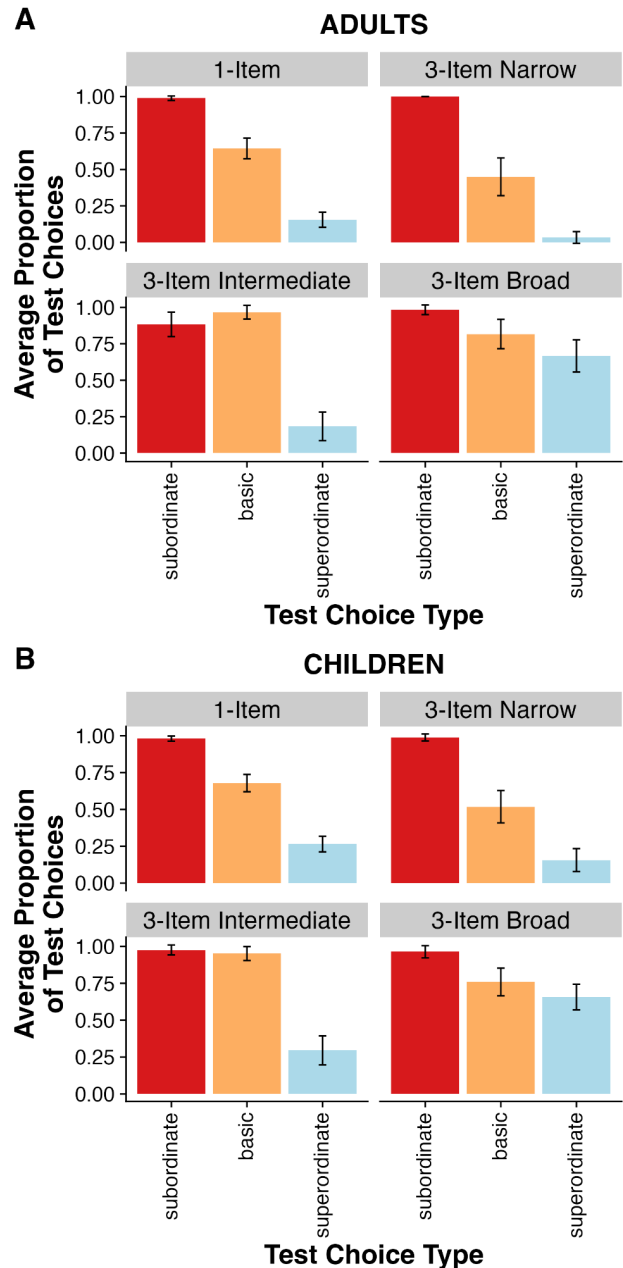 A
ADULTS
1-Item
3-Item Narrow
1.00
0.75
0.50
0.25
0.00
3-Item Intermediate
3-Item Broad
1.00
0.75
0.50
0.25
0.00
Average Proportion
of Test Choices
subordinate
basic
superordinate
subordinate
basic
superordinate
Test Choice Type
B
CHILDREN
1-Item
3-Item Narrow
1.00
0.75
0.50
0.25
0.00
3-Item Intermediate
3-Item Broad
1.00
0.75
0.50
0.25
0.00
Average Proportion
of Test Choices
subordinate
basic
superordinate
subordinate
basic
superordinate
Test Choice Type